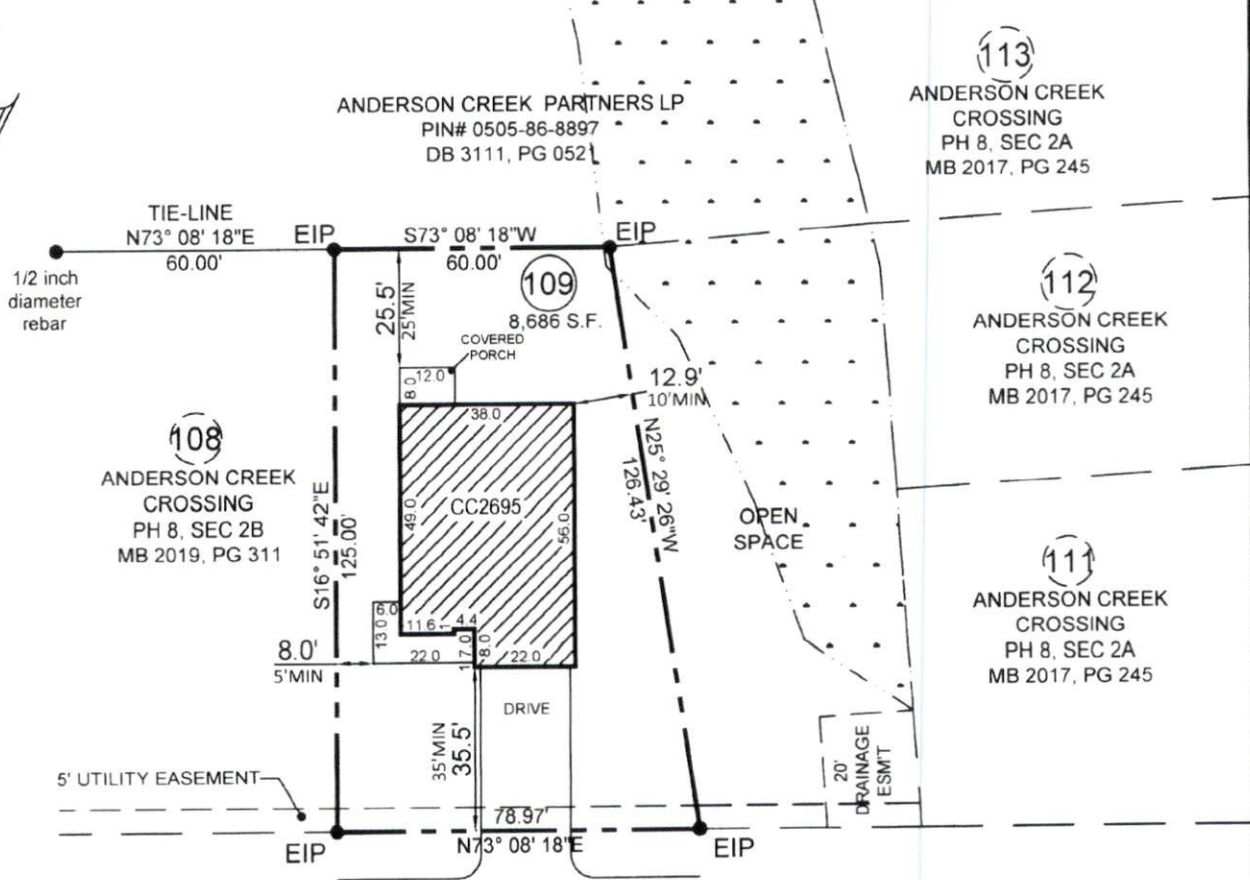 113
ANDERSON CREEK
CROSSING
PH 8, SEC 2A
MB 2017, PG 245
ANDERSON CREEK PARTNERS LP
PIN# 0505-86-8897
DB 3111, PG 0521
TIE-LINE
N73° 08' 18"E
60.00'
EIP
S73° 08' 18"W
60.00'
EIP
1/2 inch
diameter
rebar
109
8,686 S.F.
25.5'
25'MIN
COVERED
PORCH
12.0
8.0
112
ANDERSON CREEK
CROSSING
PH 8, SEC 2A
MB 2017, PG 245
12.9'
10'MIN
38.0
108
ANDERSON CREEK
CROSSING
PH 8, SEC 2B
MB 2019, PG 311
S16° 51' 42"E
125.00'
49.0
CC2695
56.0
N25° 29' 26"W
126.43'
OPEN
SPACE
111
ANDERSON CREEK
CROSSING
PH 8, SEC 2A
MB 2017, PG 245
6.0
13.0
11.6
1
4.4
17.0
8.0
22.0
22.0
8.0'
5'MIN
DRIVE
35'MIN
35.5'
20'
DRAINAGE
ESM'T
5' UTILITY EASEMENT
78.97'
N73° 08' 18"E
EIP
EIP